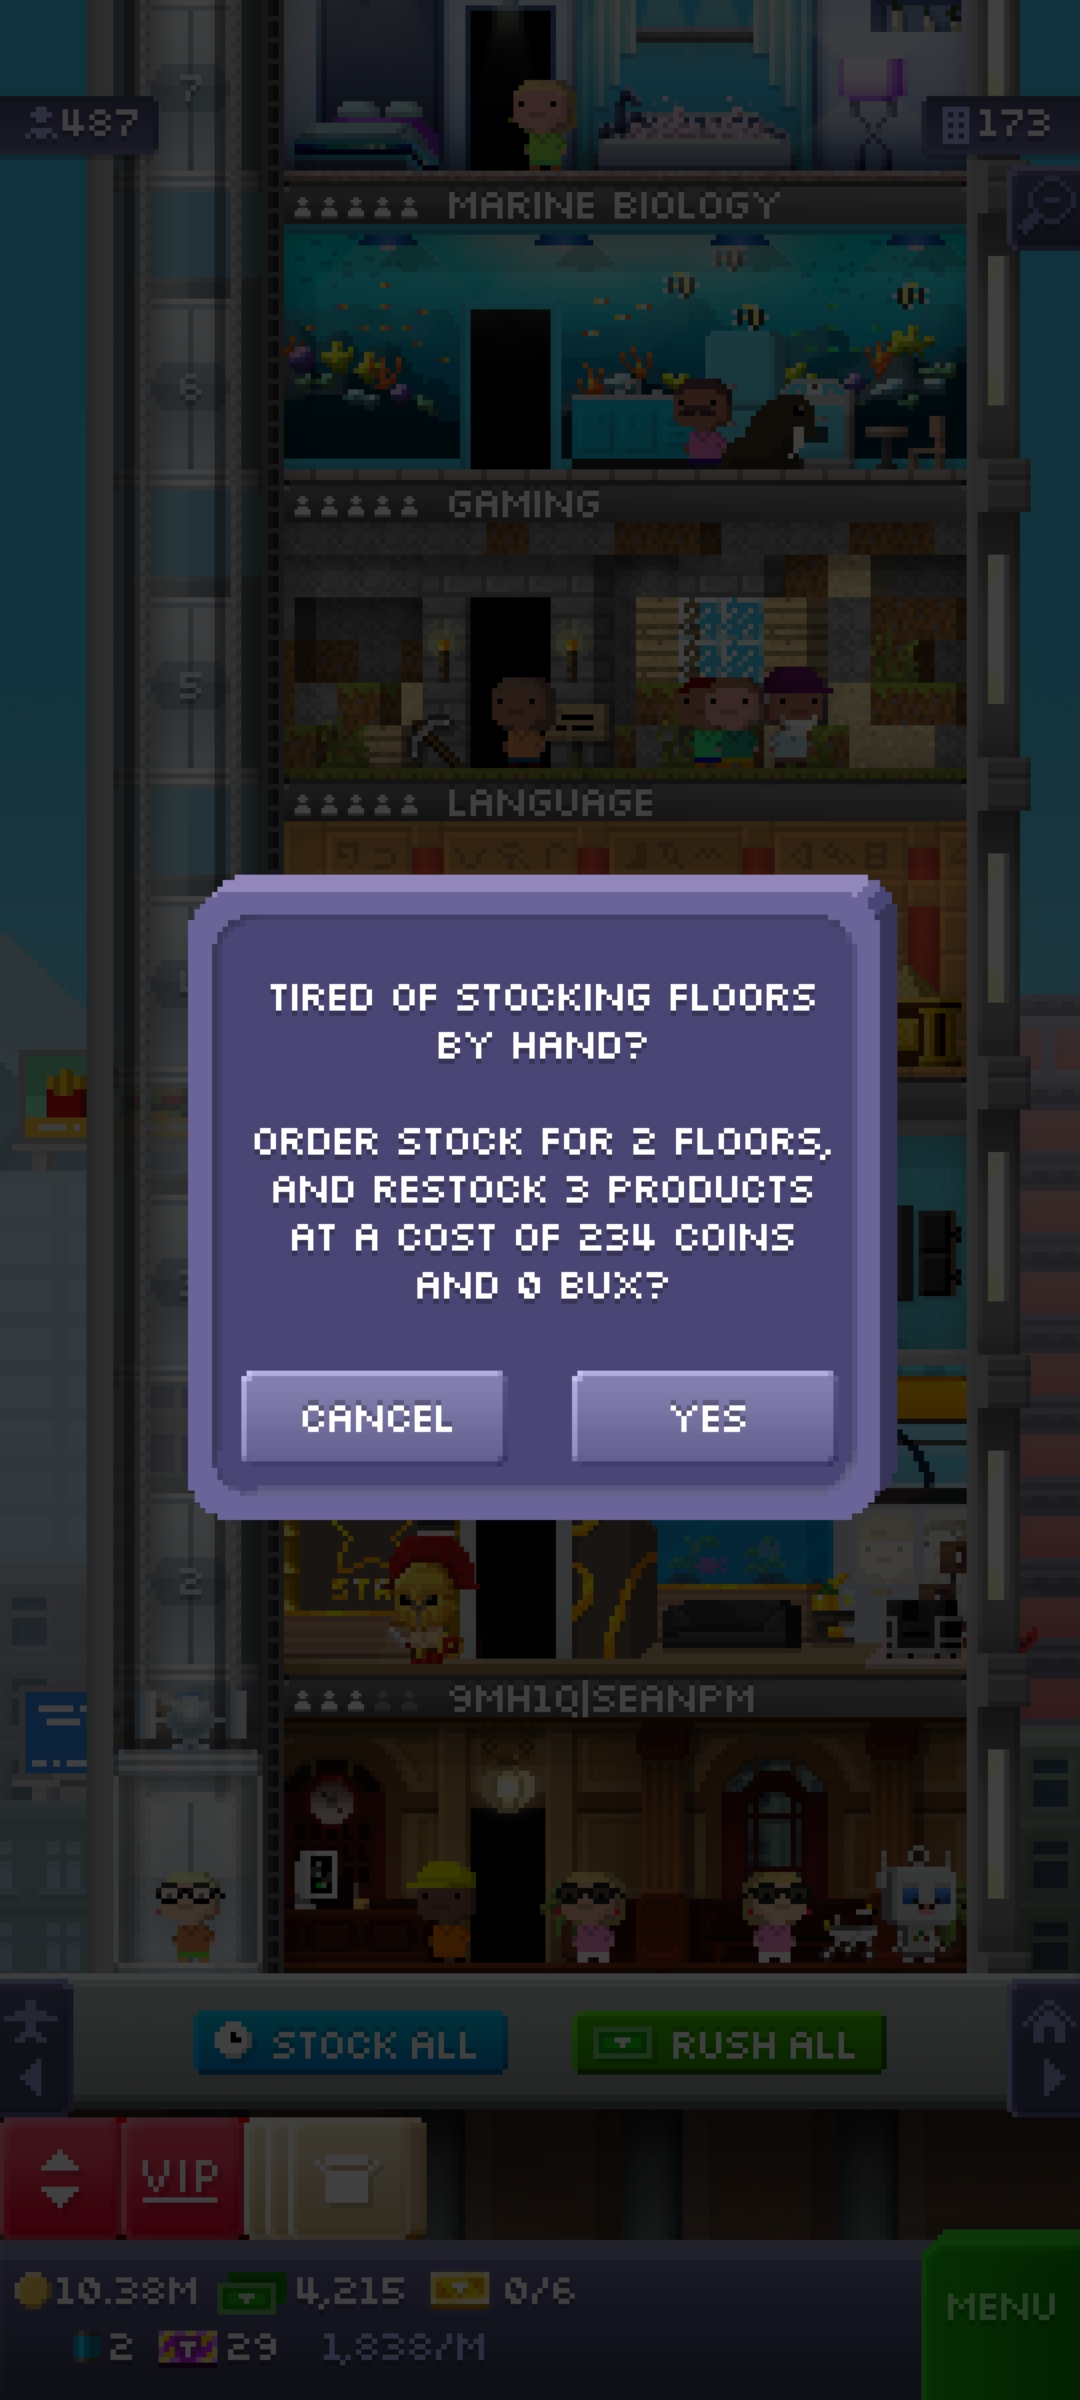 7
487
173
MARINE BIOLOGY
6
GAMING
5
LANGUAGE
TIRED OF STOCKING FLOORS
BY HAND?
ORDER STOCK FOR 2 FLOORS,
AND RESTOCK 3 PRODUCTS
AT A COST OF 234 COINS
AND 0 BUX?
CANCEL
YES
2
STA
9MH1Q|SEANPM
STOCK ALL
RUSH ALL
VIP
10.38M
4,215
0/6
2
29
1,838/M
MENU